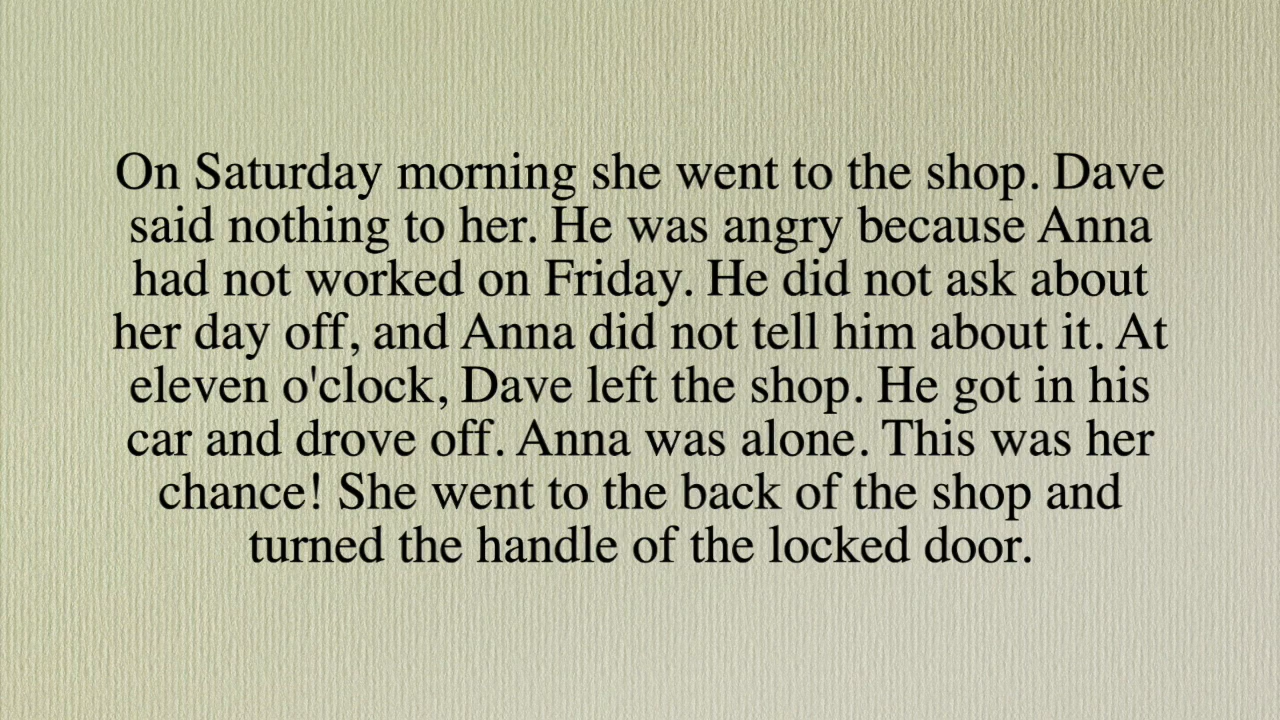 On Saturday morning she went to the shop. Dave
said nothing to her. He was angry because Anna
had not worked on Friday. He did not ask about
her day off, and Anna did not tell him about it. At
eleven o'clock, Dave left the shop. He got in his
car and drove off. Anna was alone. This was her
chance! She went to the back of the shop and
turned the handle of the locked door.